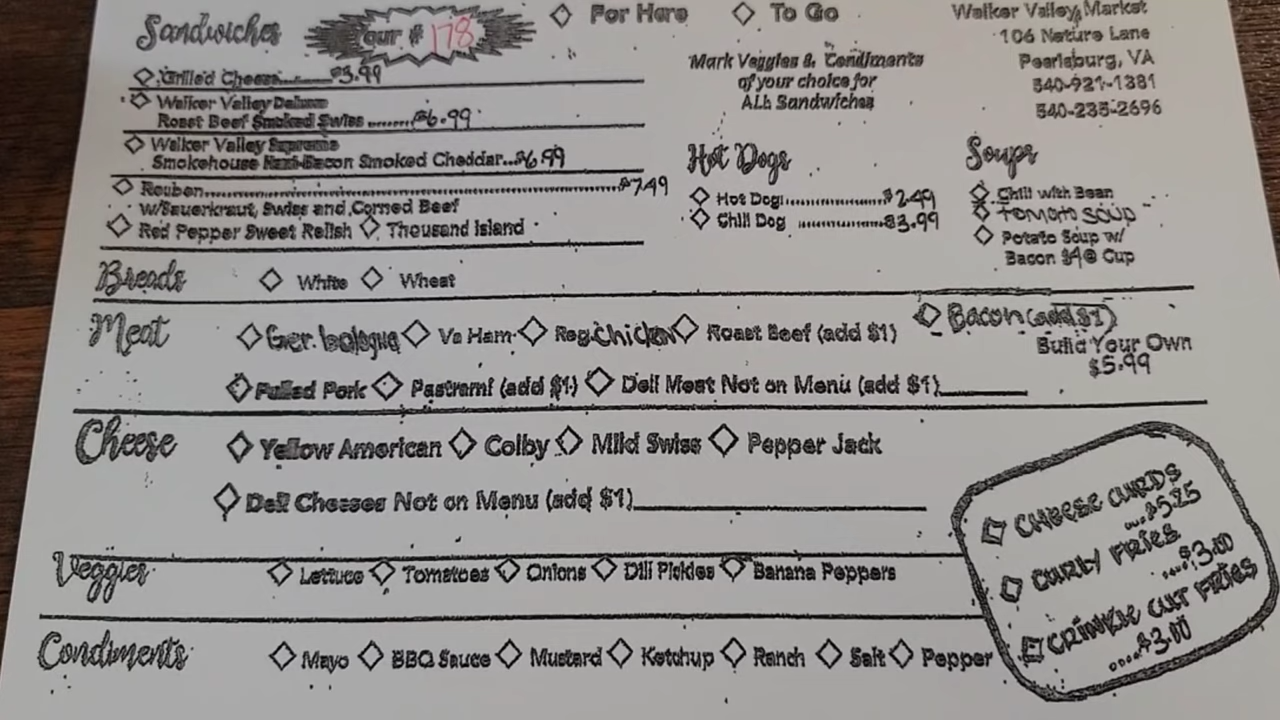 Sandwiches
our # 178
For Here To Go
Walker Valley Market
106 Nature Lane
Pearisburg, VA
540-921-1381
540-235-2696
Grilled Cheese......$3.99
Walker Valley Deluxe
Roast Beef Smoked Swiss ........$6.99
Walker Valley Supreme
Smokehouse Bacon Smoked Cheddar...$6.99
Reuben..........$7.49
w/Sauerkraut, Swiss and Corned Beef
Red Pepper Sweet Relish Thousand Island
Mark Veggies & Condiments
of your choice for
ALL Sandwiches
Hot Dogs
Hot Dog..........$2.49
Chili Dog ..........$3.99
Soups
Chili with Bean
TOMATO SOUP
Potato Soup w/
Bacon $4 Cup
Breads White Wheat
Meat Ger. bologna Va Ham Reg. Chicken Roast Beef (add $1) Bacon (add $1)
Build Your Own
$5.99
Pulled Pork Pastrami (add $1) Deli Meat Not on Menu (add $1)
Cheese Yellow American Colby Mild Swiss Pepper Jack
Deli Cheeses Not on Menu (add $1)
Veggies Lettuce Tomatoes Onions Dill Pickles Banana Peppers
Condiments Mayo BBQ Sauce Mustard Ketchup Ranch Salt Pepper
CHEESE CURDS
...$5.25
CURLY FRIES
....$3.00
CRINKLE CUT FRIES
....$3.00